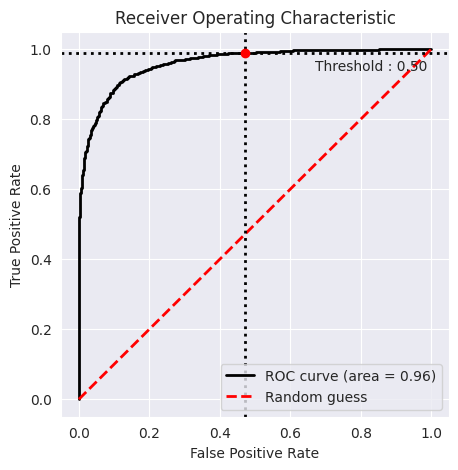 Receiver Operating Characteristic
1.0
Threshold : 0.50
0.8
0.6
True Positive Rate
0.4
0.2
ROC curve (area = 0.96)
Random guess
0.0
0.0 0.2 0.4 0.6 0.8 1.0
False Positive Rate